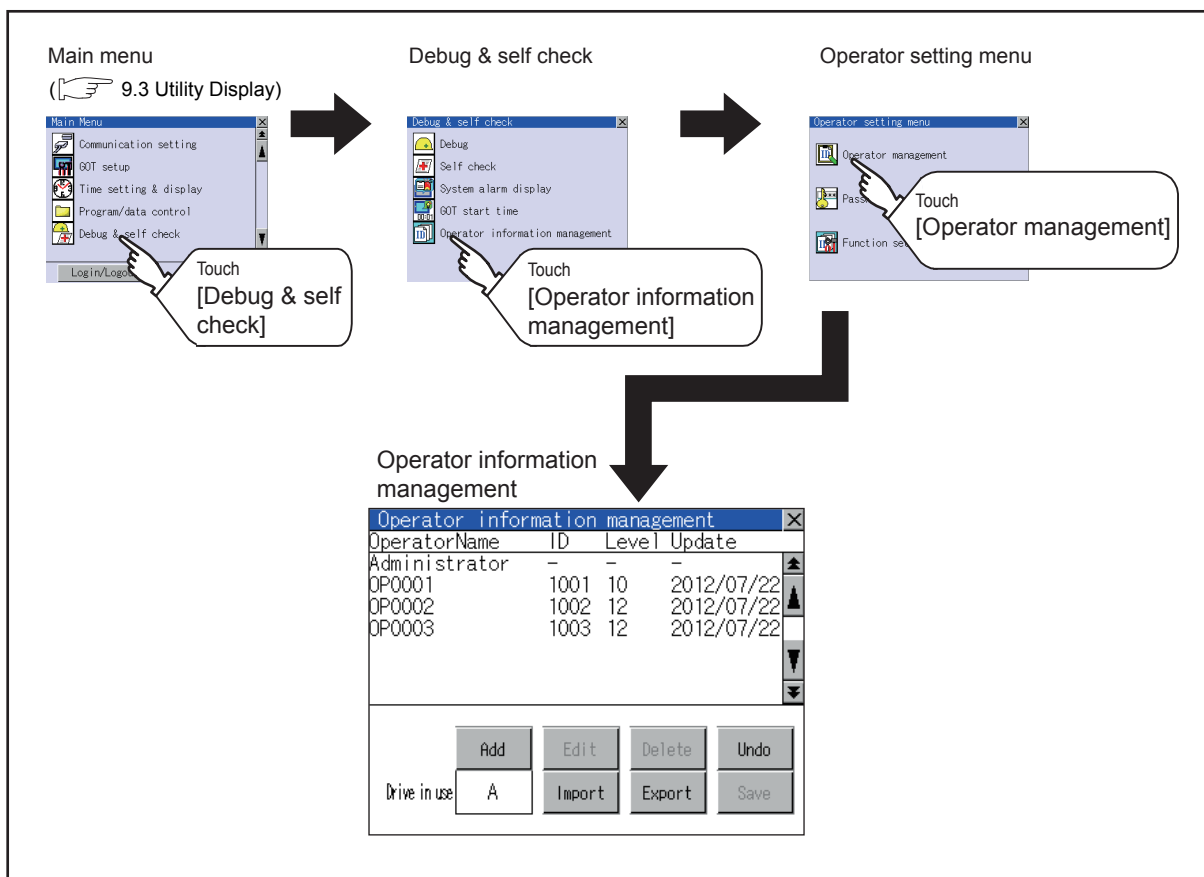 Main menu
( 9.3 Utility Display)
Main Menu
Communication setting
GOT setup
Time setting & display
Program/data control
Debug & self check
Touch
[Debug & self
check]
Debug & self check
Debug & self check
Debug
Self check
System alarm display
GOT start time
Operator information management
Touch
[Operator information
management]
Operator setting menu
Operator setting menu
Operator management
Touch
[Operator management]
Function
Operator information
management
Operator information management
OperatorName ID Level Update
Administrator - - -
OP0001 1001 10 2012/07/22
OP0002 1002 12 2012/07/22
OP0003 1003 12 2012/07/22
Add Edit Delete Undo
Drive in use A Import Export Save